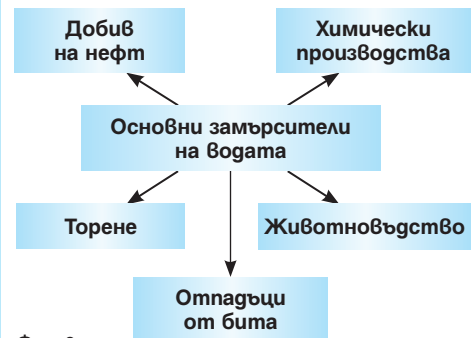 Добив
на нефт
Химически
производства
Основни замърсители
на водата
Торене
Животновъдство
Отпадъци
от бита